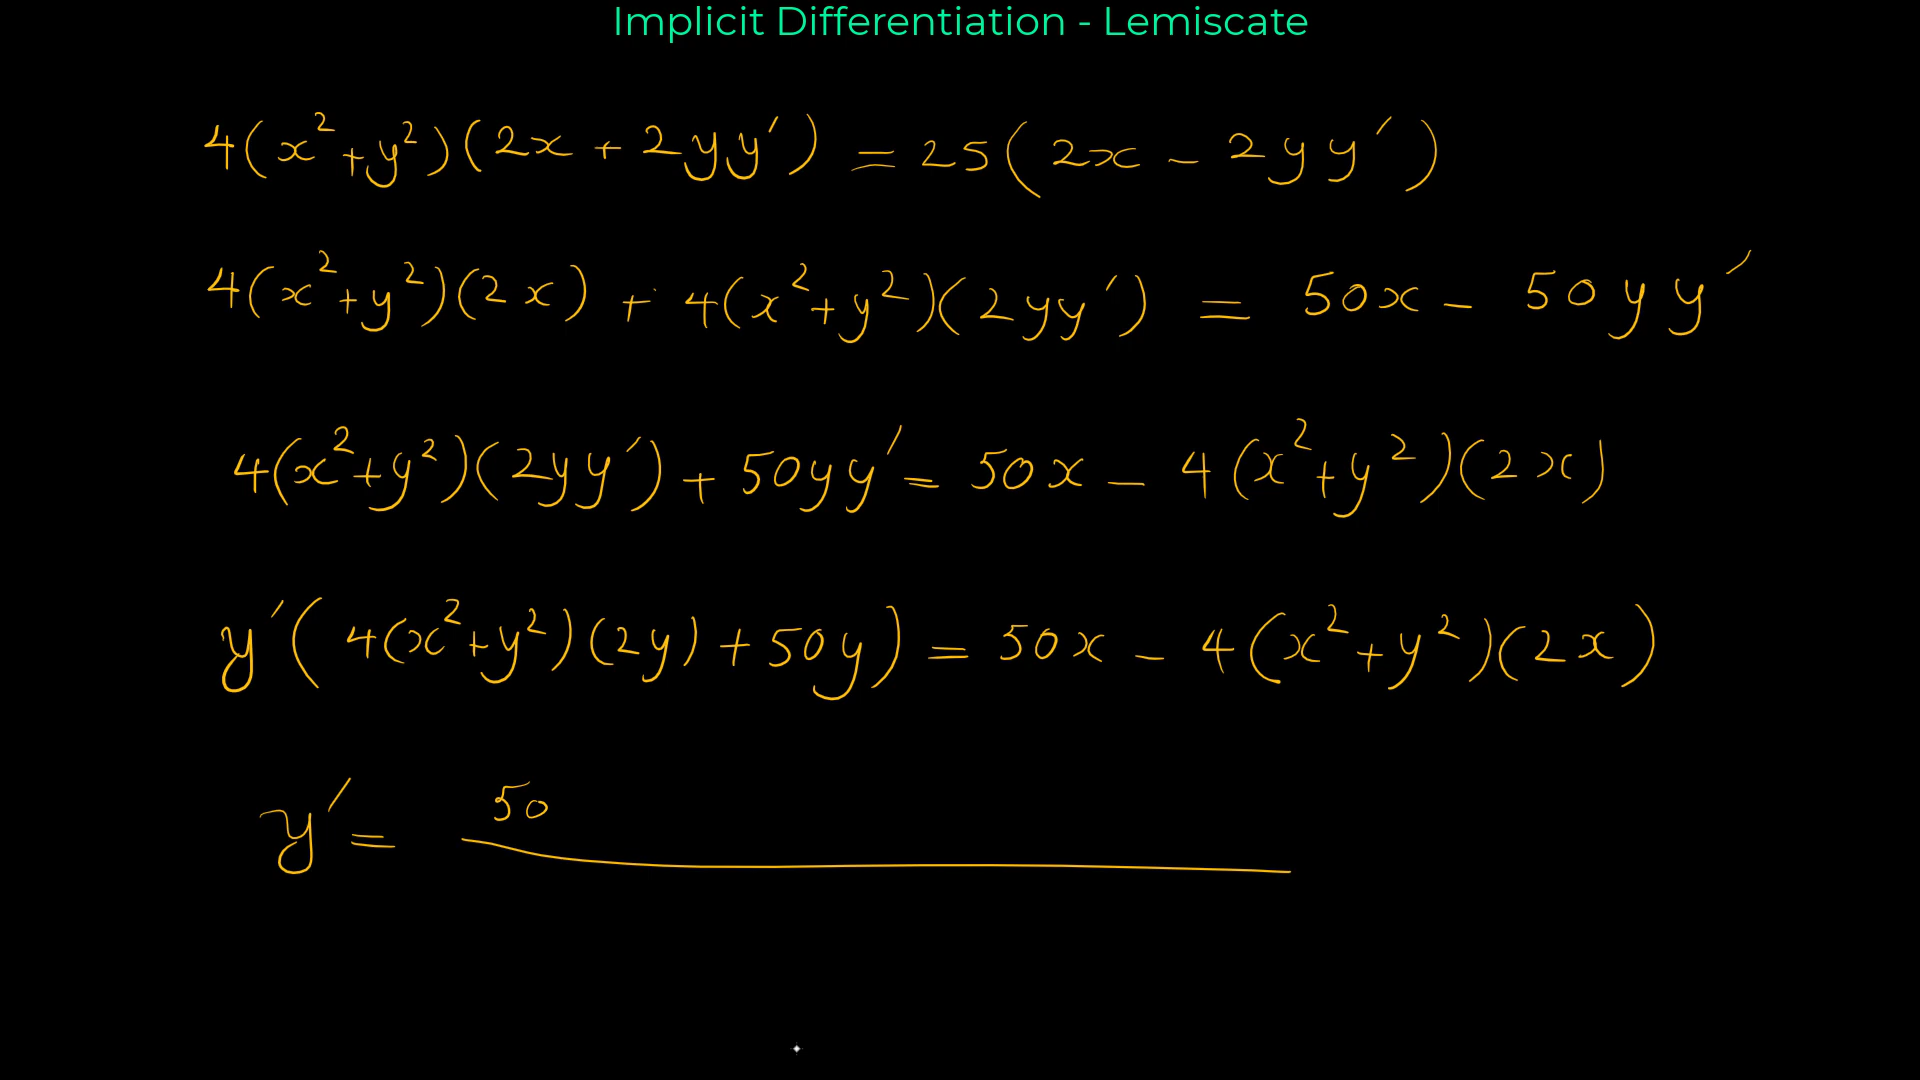 Implicit Differentiation - Lemiscate
4(x²+y²)(2x + 2yy′) = 25(2x − 2yy′)
4(x²+y²)(2x) + 4(x²+y²)(2yy′) = 50x − 50yy′
4(x²+y²)(2yy′) + 50yy′ = 50x − 4(x²+y²)(2x)
y′(4(x²+y²)(2y) + 50y) = 50x − 4(x²+y²)(2x)
50
y′ =